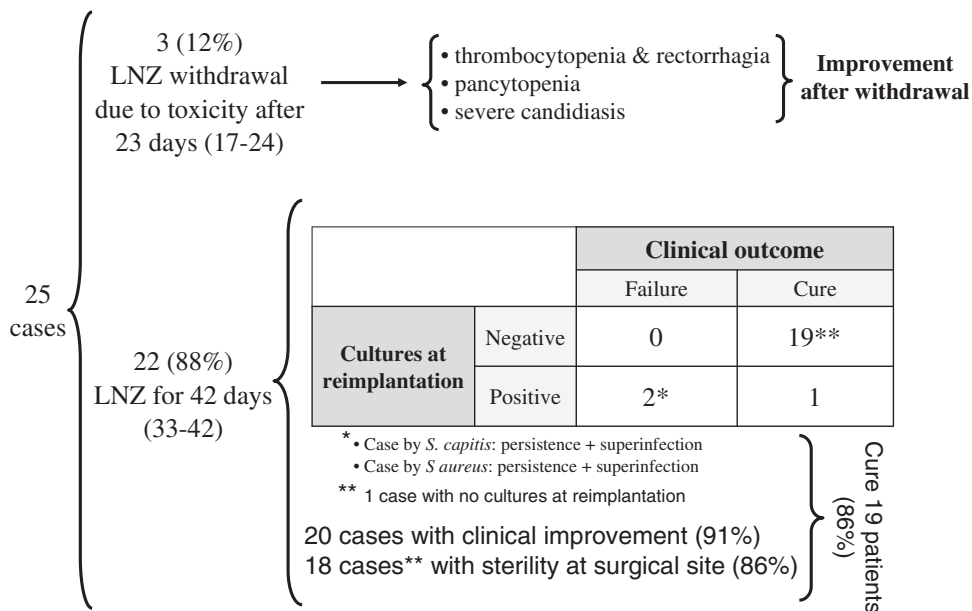 25
cases
3 (12%)
LNZ withdrawal
due to toxicity after
23 days (17-24)
• thrombocytopenia & rectorrhagia
• pancytopenia
• severe candidiasis
Improvement
after withdrawal
22 (88%)
LNZ for 42 days
(33-42)
Clinical outcome
Failure Cure
Cultures at
reimplantation
Negative 0 19**
Positive 2* 1
* • Case by S. capitis: persistence + superinfection
• Case by S aureus: persistence + superinfection
** 1 case with no cultures at reimplantation
20 cases with clinical improvement (91%)
18 cases** with sterility at surgical site (86%)
Cure 19 patients
(86%)